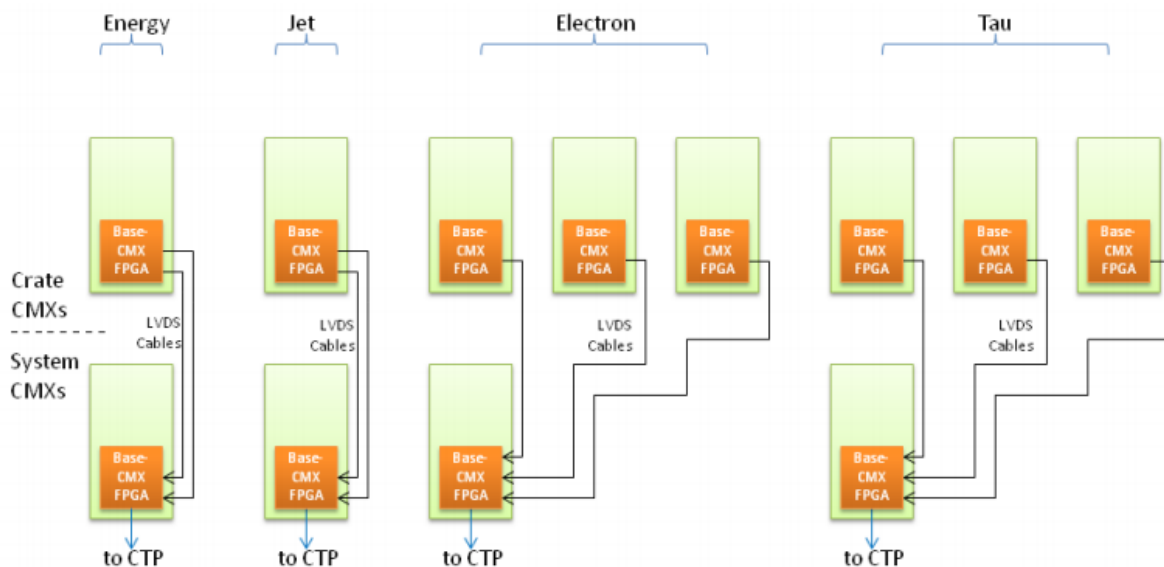 Energy
Jet
Electron
Tau
Base-
CMX
FPGA
Base-
CMX
FPGA
Base-
CMX
FPGA
Base-
CMX
FPGA
Base-
CMX
FPGA
Base-
CMX
FPGA
Base-
CMX
FPGA
Base-
CMX
FPGA
Crate
CMXs
System
CMXs
LVDS
Cables
LVDS
Cables
LVDS
Cables
LVDS
Cables
Base-
CMX
FPGA
Base-
CMX
FPGA
Base-
CMX
FPGA
Base-
CMX
FPGA
to CTP
to CTP
to CTP
to CTP